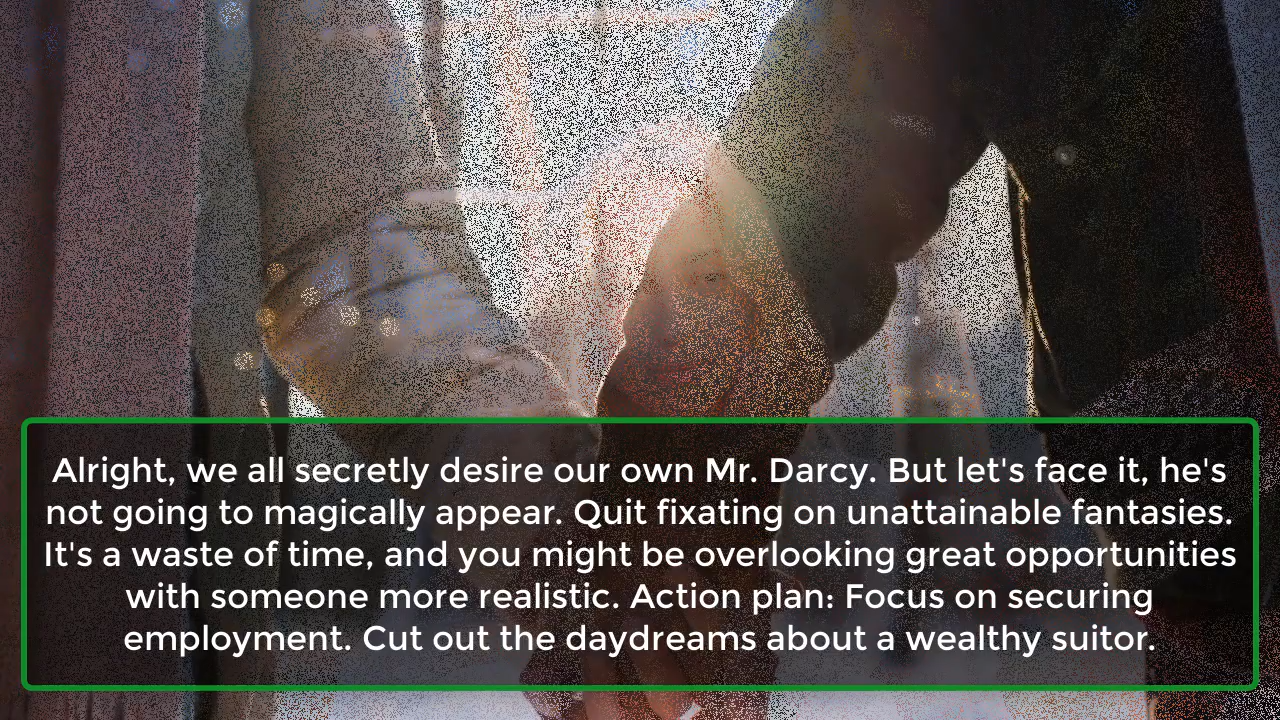 Alright, we all secretly desire our own Mr. Darcy. But let's face it, he's
not going to magically appear. Quit fixating on unattainable fantasies.
It's a waste of time, and you might be overlooking great opportunities
with someone more realistic. Action plan: Focus on securing
employment. Cut out the daydreams about a wealthy suitor.